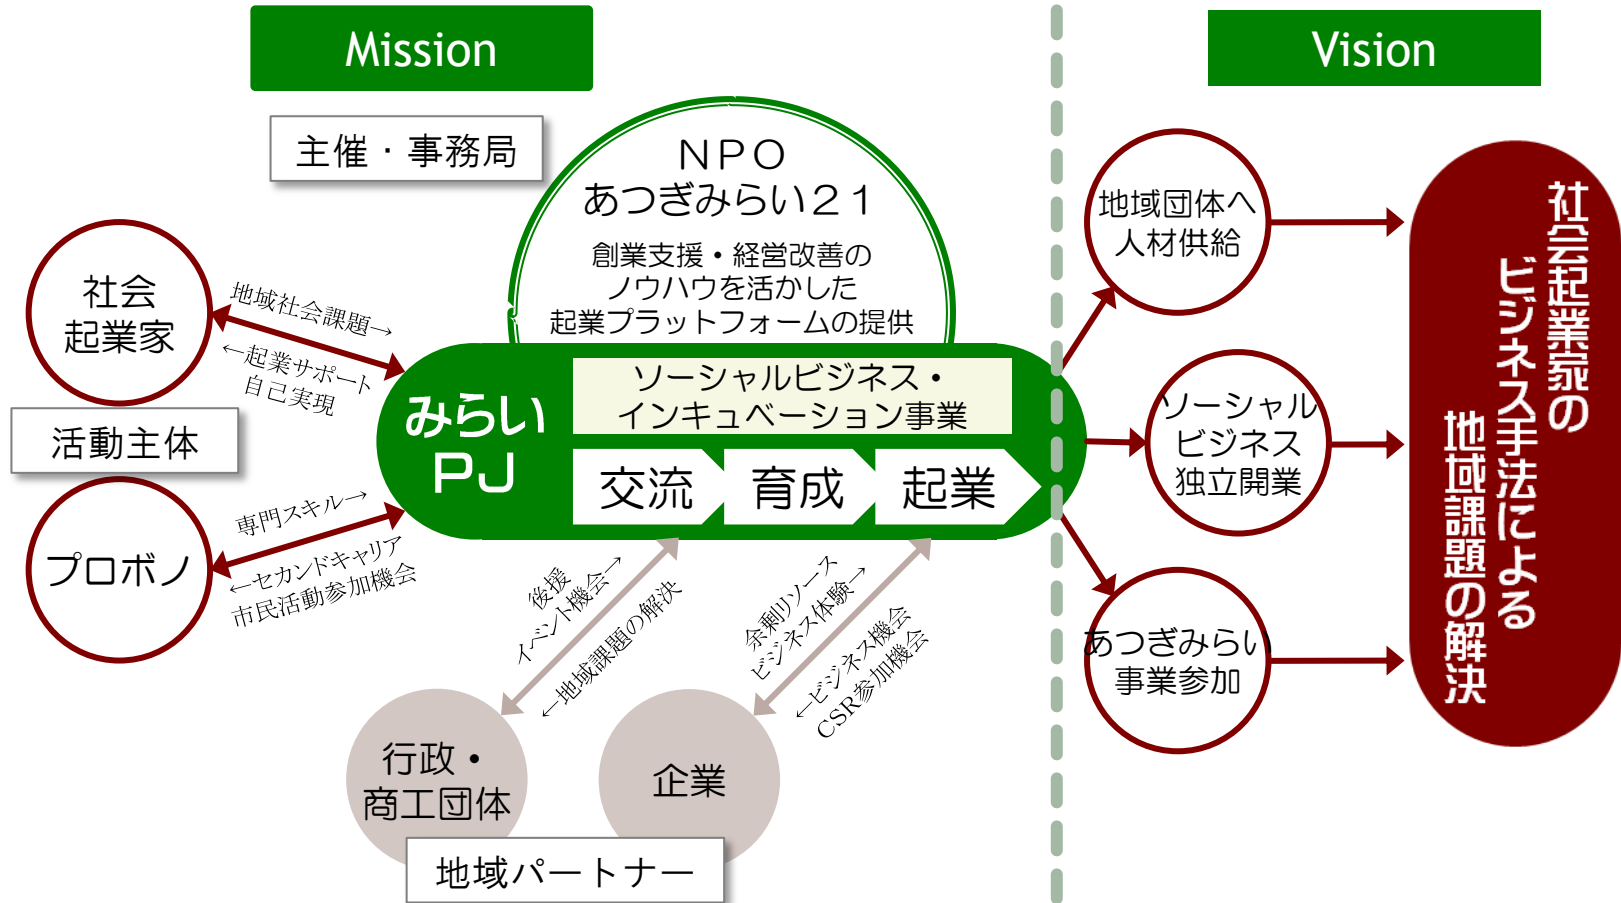 Mission
Vision
主催・事務局
NPO
あつぎみらい21
創業支援・経営改善の
ノウハウを活かした
起業プラットフォームの提供
社会
起業家
地域社会課題→
←起業サポート
自己実現
活動主体
プロボノ
専門スキル→
←セカンドキャリア
市民活動参加機会
みらい
PJ
ソーシャルビジネス・
インキュベーション事業
交流
育成
起業
後援
イベント機会→
←地域課題の解決
余剰リソース
ビジネス体験→
←ビジネス機会
CSR参加機会
行政・
商工団体
企業
地域パートナー
地域団体へ
人材供給
ソーシャル
ビジネス
独立開業
あつぎみらい
事業参加
社会起業家の
ビジネス手法による
地域課題の解決